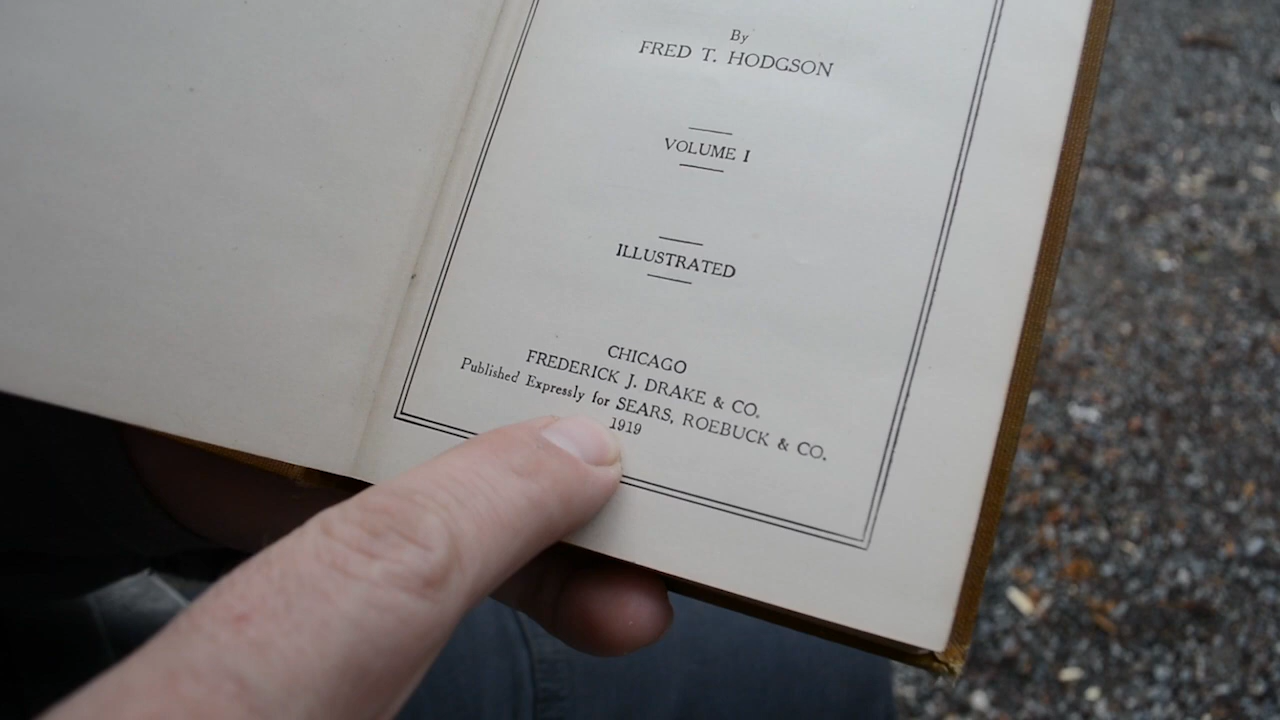 By
FRED T. HODGSON
VOLUME I
ILLUSTRATED
CHICAGO
FREDERICK J. DRAKE & CO.
Published Expressly for SEARS, ROEBUCK & CO.
1919